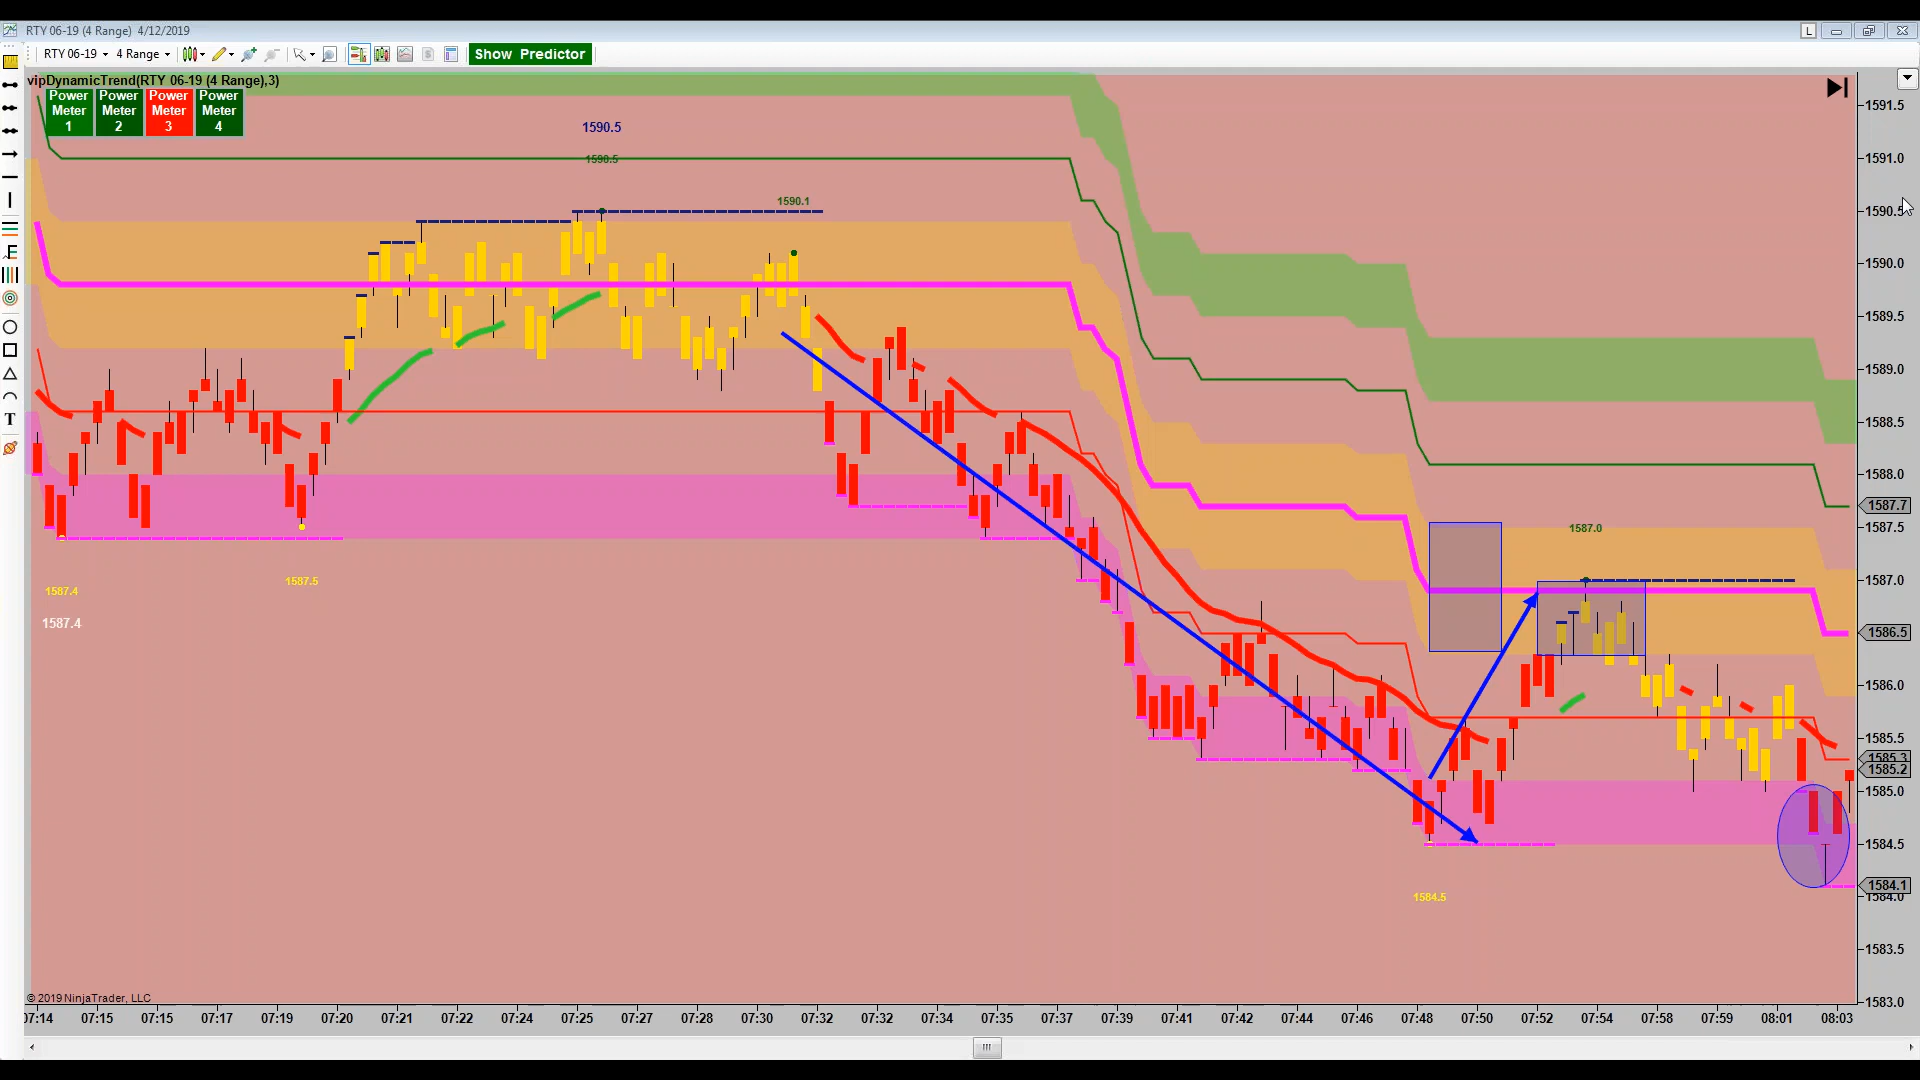 RTY 06-19 (4 Range) 4/12/2019
L
RTY 06-19 4 Range Show Predictor
vipDynamicTrend(RTY 06-19 (4 Range),3)
Power Meter 1
Power Meter 2
Power Meter 3
Power Meter 4
1590.5
1590.5
1590.1
1587.4
1587.4
1587.5
1584.5
1587.0
1591.5
1591.0
1590.5
1590.0
1589.5
1589.0
1588.5
1588.0
1587.7
1587.5
1587.0
1586.5
1586.0
1585.5
1585.3
1585.2
1585.0
1584.5
1584.1
1584.0
1583.5
1583.0
T
© 2019 NinjaTrader, LLC
07:14 07:15 07:15 07:17 07:19 07:20 07:21 07:22 07:24 07:25 07:27 07:28 07:30 07:32 07:32 07:34 07:35 07:37 07:39 07:41 07:42 07:44 07:46 07:48 07:50 07:52 07:54 07:58 07:59 08:01 08:03